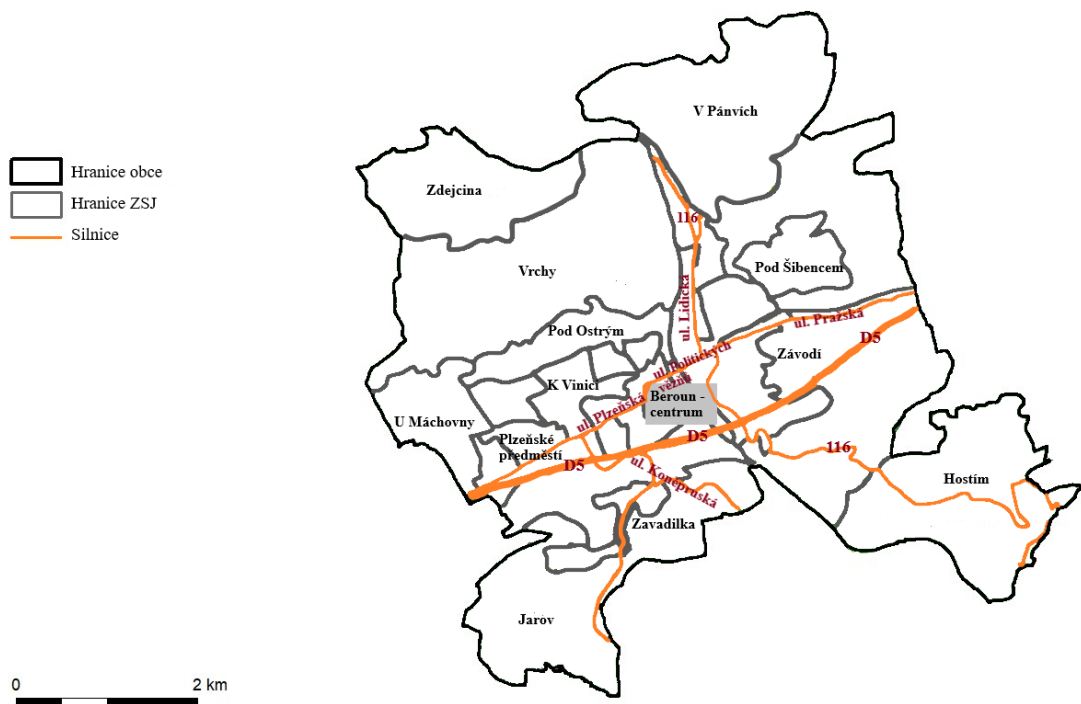 V Pánvích
Hranice obce
Hranice ZSJ
Silnice
Zdejcina
116
Vrchy
Pod Šibencem
ul. Lidická
Pod Ostrým
ul. Pražská
Závodí
D5
ul. Politických
vězňů
K Vinici
Beroun -
centrum
ul. Plzeňská
U Máchovny
Plzeňské
předměstí
D5
D5
ul. Koněpruská
116
Hostím
Zavadilka
Jarov
0
2 km